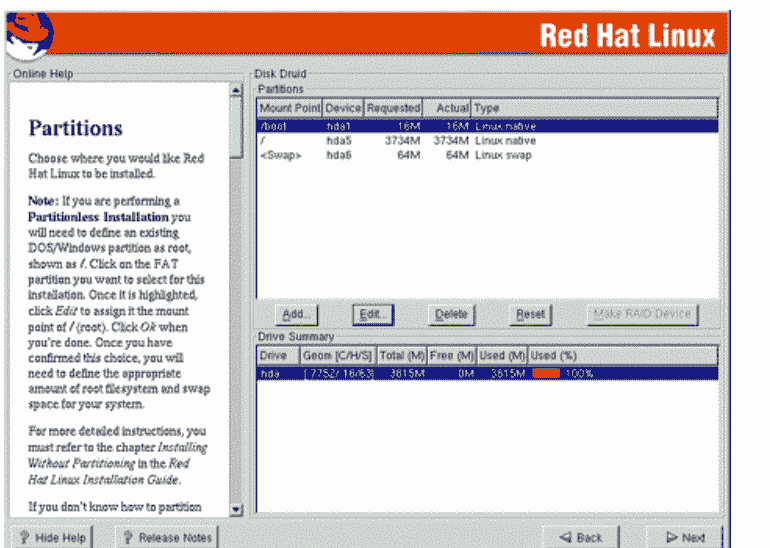 Red Hat Linux
Online Help
Partitions
Choose where you would like Red
Hat Linux to be installed.
Note: If you are performing a
Partitionless Installation you
will need to define an existing
DOS/Windows partition as root,
shown as /. Click on the FAT
partition you want to select for this
installation. Once it is highlighted,
click Edit to assign it the mount
point of / (root). Click Ok when
you're done. Once you have
confirmed this choice, you will
need to define the appropriate
amount of root filesystem and swap
space for your system.
For more detailed instructions, you
must refer to the chapter Installing
Without Partitioning in the Red
Hat Linux Installation Guide.
If you don't know how to partition
Disk Druid
Partitions
Mount Point Device Requested Actual Type
/boot hda1 16M 16M Linux native
/ hda5 3734M 3734M Linux native
<Swap> hda6 64M 64M Linux swap
Add... Edit... Delete Reset Make RAID Device
Drive Summary
Drive Geom [C/H/S] Total (M) Free (M) Used (M) Used (%)
hda [ 7752/ 16/63] 3815M 0M 3815M 100%
? Hide Help ? Release Notes Back Next